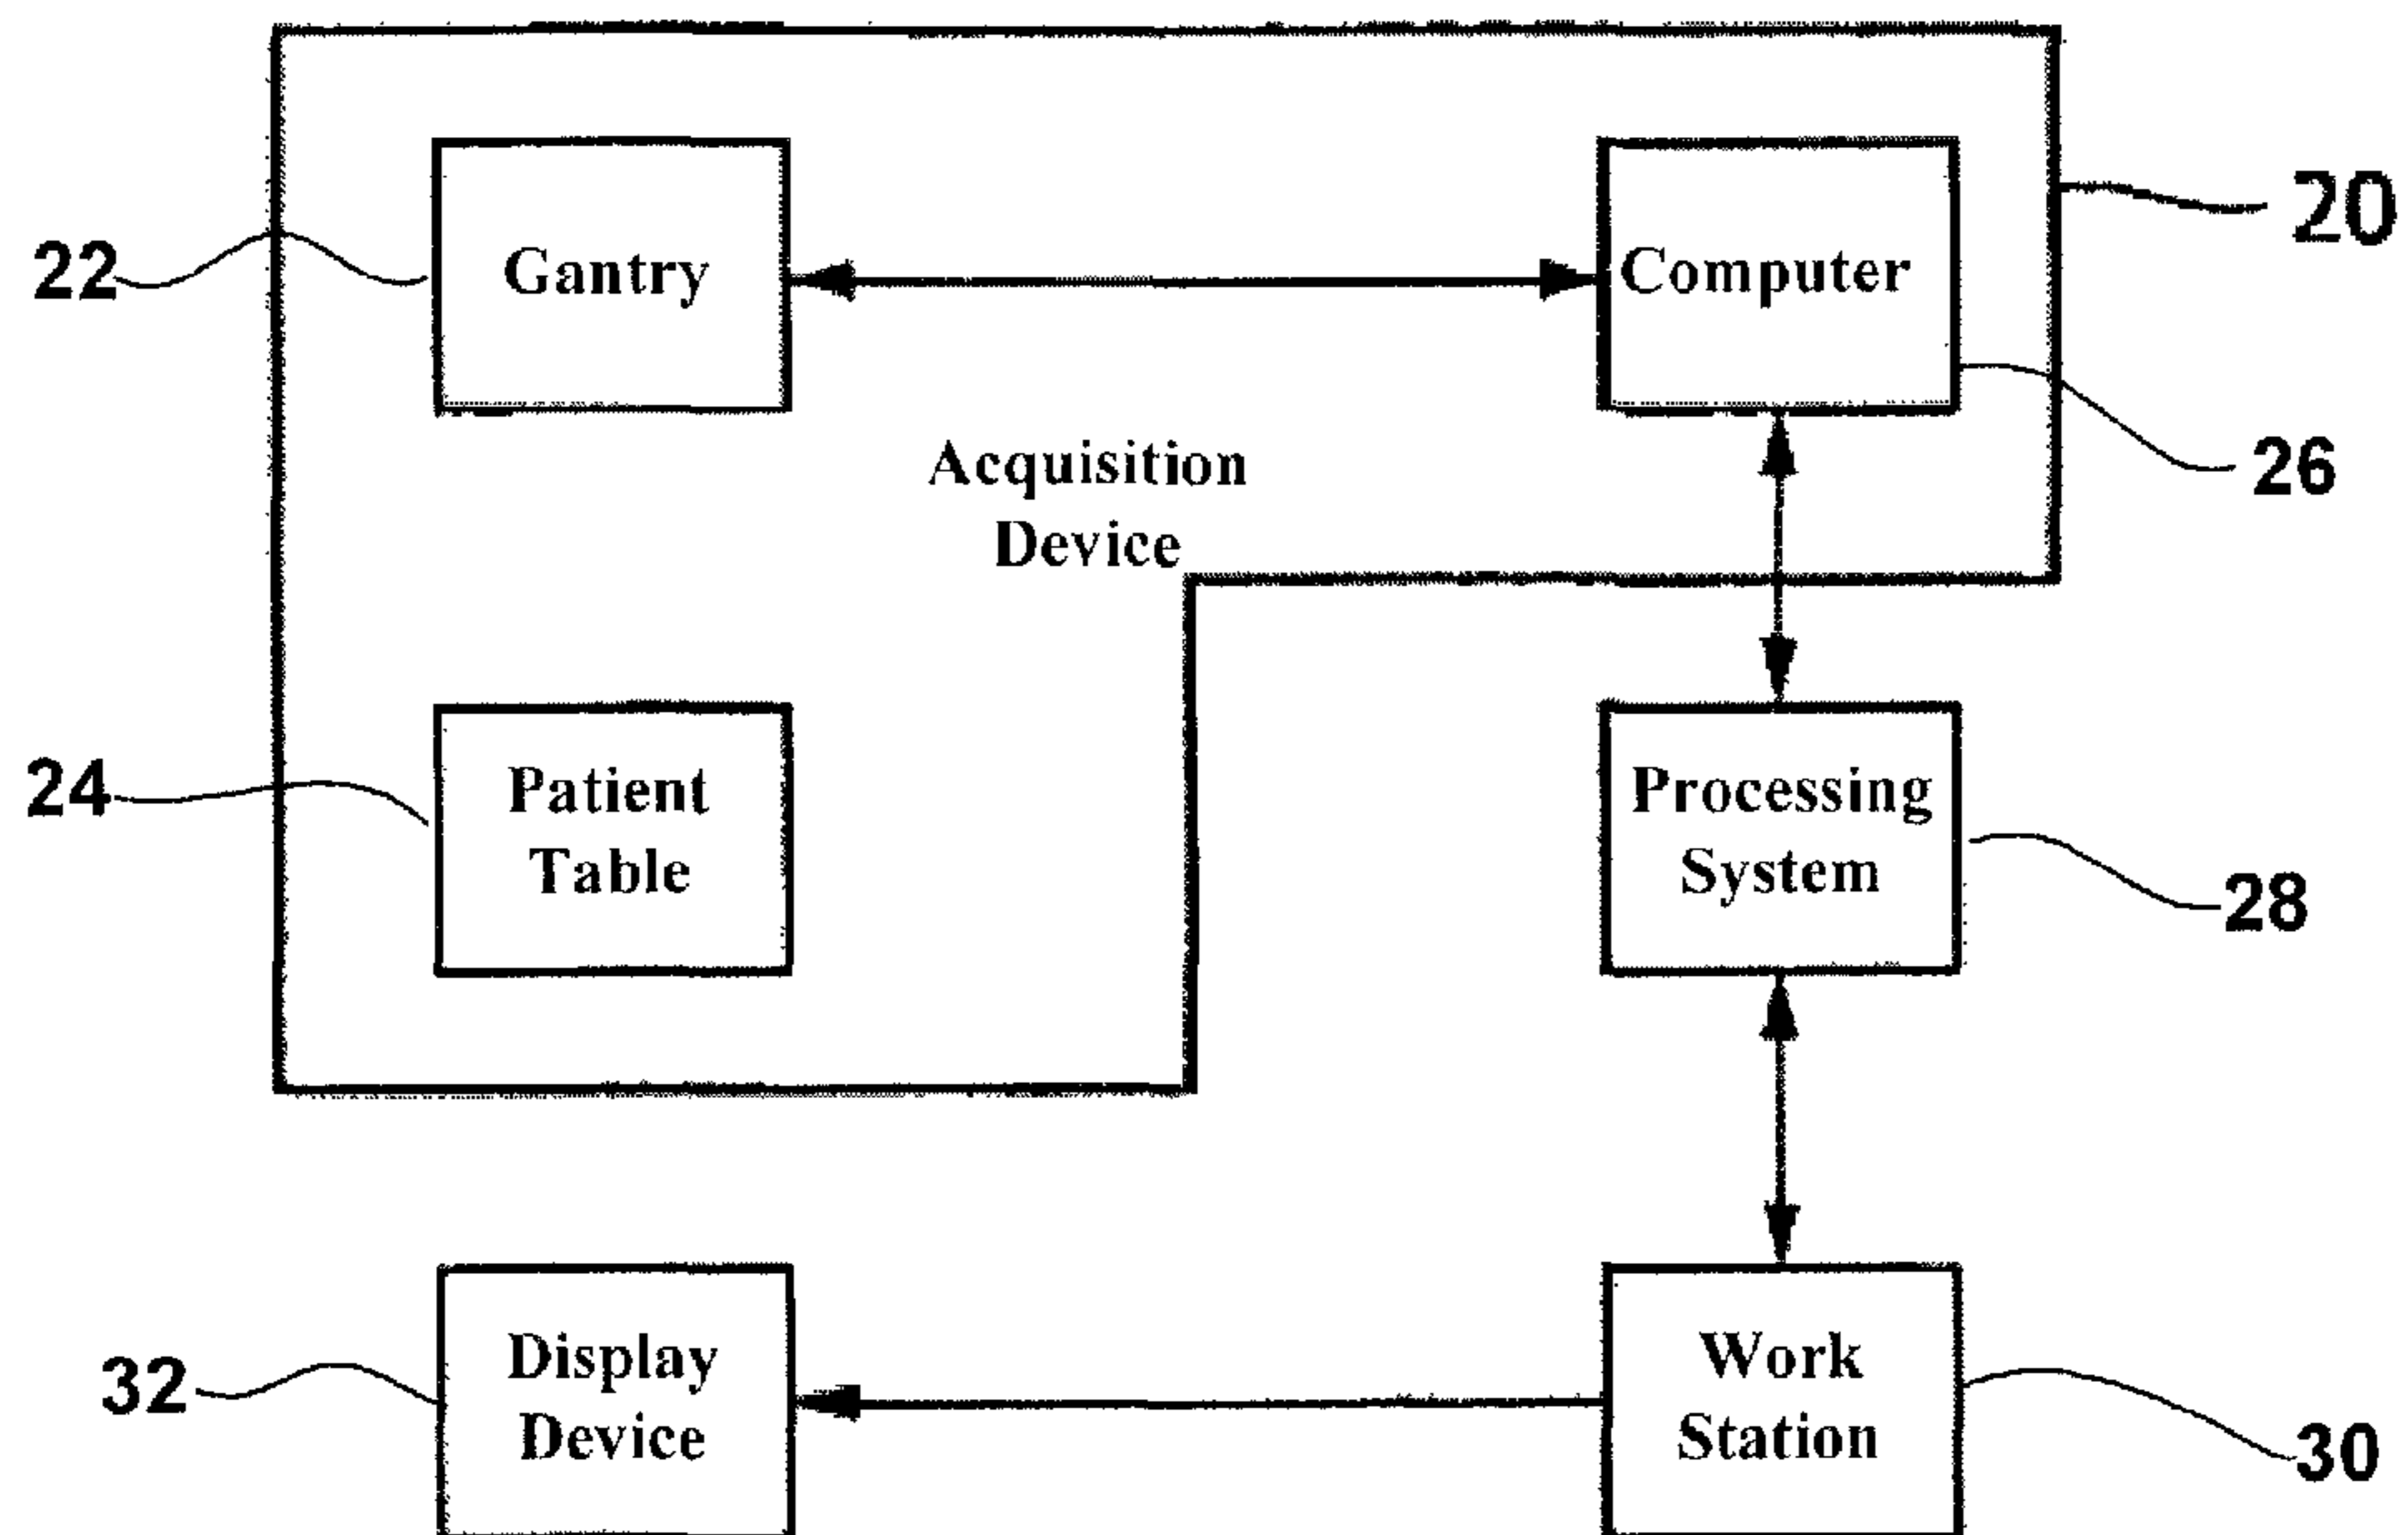 20
22
Gantry
Computer
26
Acquisition
Device
24
Patient
Table
Processing
System
28
32
Display
Device
Work
Station
30